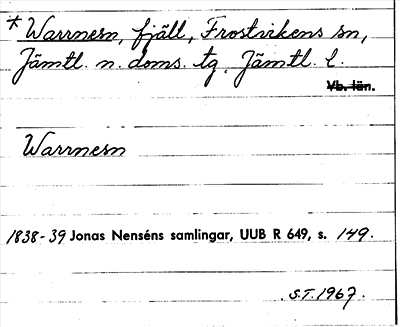 * Warrnesn, fjäll, Frostvikens sn,
Jämtl. n. doms. tg, Jämtl. l.
Vb. län.
Warrnesn
1838-39 Jonas Nenséns samlingar, UUB R 649, s. 149.
S.T. 1967.